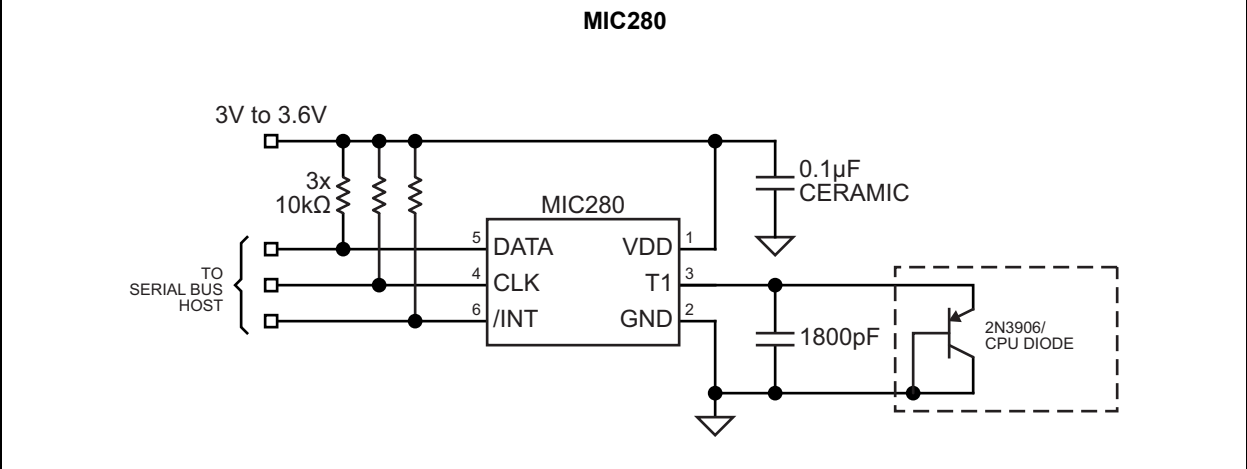 MIC280
3V to 3.6V
3x
10kΩ
0.1µF
CERAMIC
MIC280
5 DATA VDD 1
4 CLK T1 3
6 /INT GND 2
TO
SERIAL BUS
HOST
1800pF
2N3906/
CPU DIODE